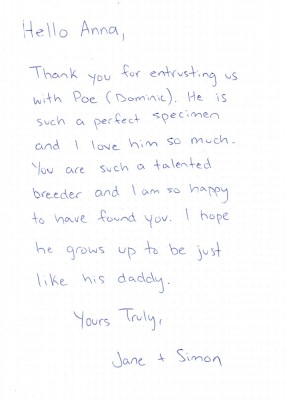 Hello Anna,
Thank you for entrusting us
with Poe (Dominic). He is
such a perfect specimen
and I love him so much.
You are such a talented
breeder and I am so happy
to have found you. I hope
he grows up to be just
like his daddy.
Yours Truly,
Jane + Simon